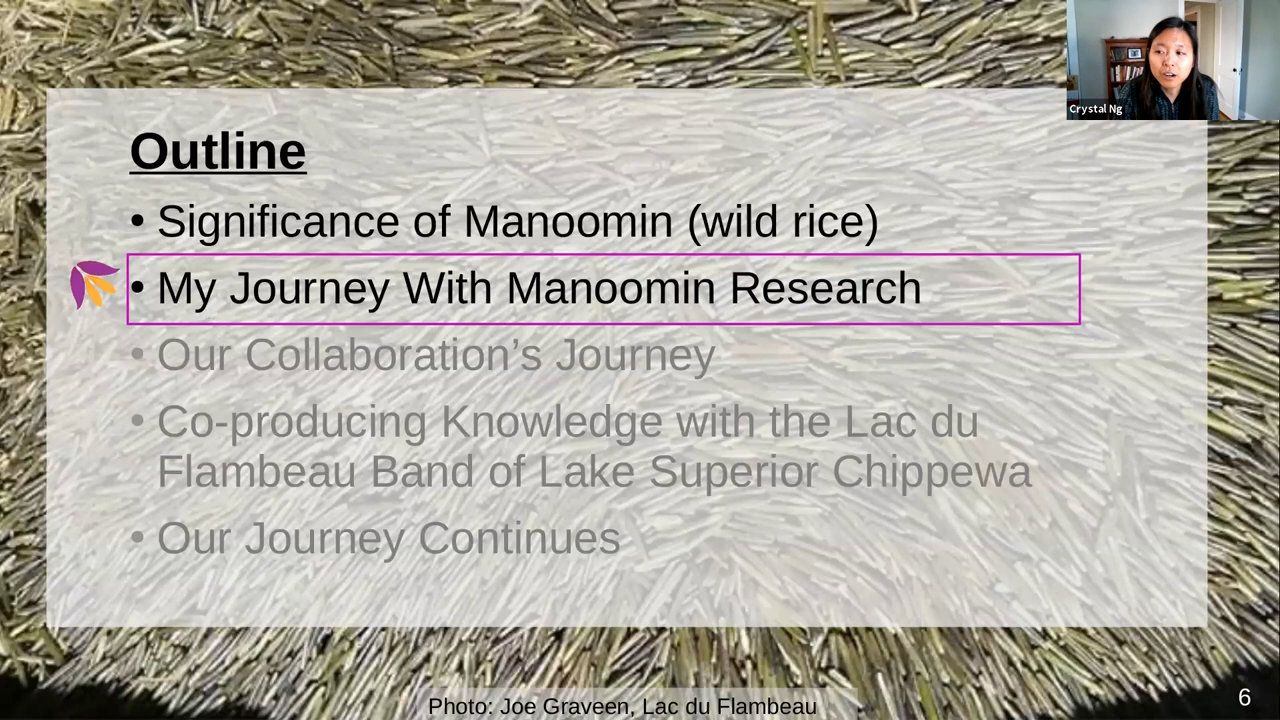 Crystal Ng
Outline
• Significance of Manoomin (wild rice)
• My Journey With Manoomin Research
• Our Collaboration’s Journey
• Co-producing Knowledge with the Lac du
Flambeau Band of Lake Superior Chippewa
• Our Journey Continues
Photo: Joe Graveen, Lac du Flambeau
6